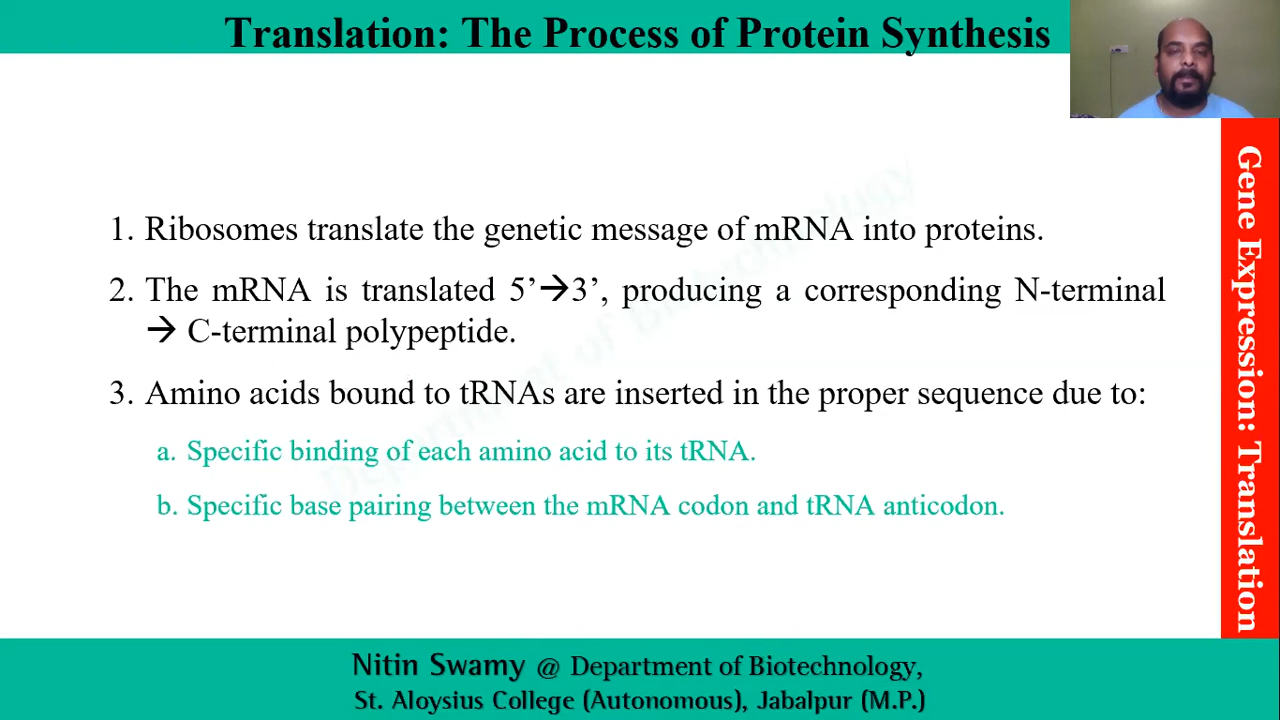 Translation: The Process of Protein Synthesis
1. Ribosomes translate the genetic message of mRNA into proteins.
2. The mRNA is translated 5’→3’, producing a corresponding N-terminal
→ C-terminal polypeptide.
3. Amino acids bound to tRNAs are inserted in the proper sequence due to:
a. Specific binding of each amino acid to its tRNA.
b. Specific base pairing between the mRNA codon and tRNA anticodon.
Department of Biotechnology
Gene Expression: Translation
Nitin Swamy @ Department of Biotechnology,
St. Aloysius College (Autonomous), Jabalpur (M.P.)